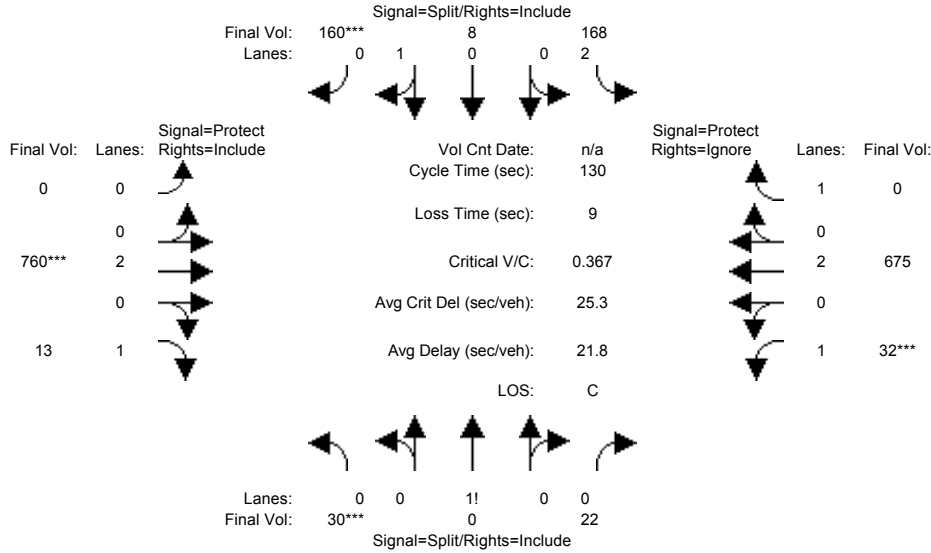 Signal=Split/Rights=Include
Final Vol: 160*** 8 168
Lanes: 0 1 0 0 2
Signal=Protect Signal=Protect
Final Vol: Lanes: Rights=Include Vol Cnt Date: n/a Rights=Ignore Lanes: Final Vol:
Cycle Time (sec): 130
0 0 1 0
Loss Time (sec): 9
0 0
760*** 2 Critical V/C: 0.367 2 675
0 Avg Crit Del (sec/veh): 25.3 0
13 1 Avg Delay (sec/veh): 21.8 1 32***
LOS: C
Lanes: 0 0 1! 0 0
Final Vol: 30*** 0 22
Signal=Split/Rights=Include